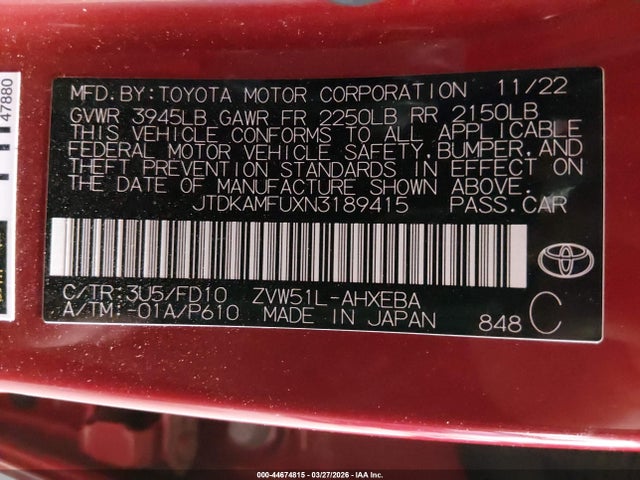 47880
MFD. BY: TOYOTA MOTOR CORPORATION 11/22
GVWR 3945LB GAWR FR 2250LB RR 2150LB
THIS VEHICLE CONFORMS TO ALL APPLICABLE
FEDERAL MOTOR VEHICLE SAFETY, BUMPER, AND
THEFT PREVENTION STANDARDS IN EFFECT ON
THE DATE OF MANUFACTURE SHOWN ABOVE.
JTDKAMFUXN3189415 PASS. CAR
C/TR: 3U5/FD10 ZVW51L-AHXEBA
A/TM: -01A/P610 MADE IN JAPAN 848 C
000-44674815 | 03/27/2026 | IAA Inc.